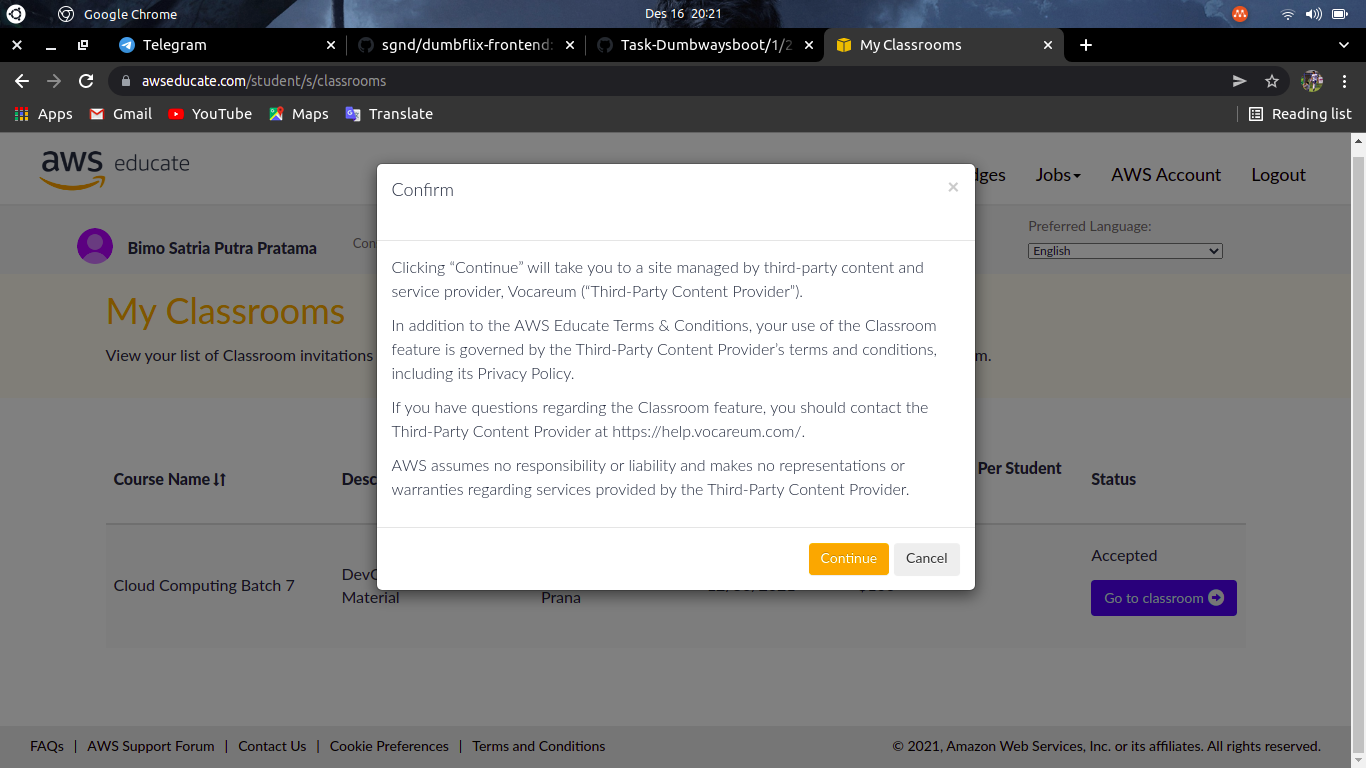 Google Chrome
Des 16 20:21
Telegram
sgnd/dumbflix-frontend:
Task-Dumbwaysboot/1/2
My Classrooms
awseducate.com/student/s/classrooms
Apps
Gmail
YouTube
Maps
Translate
Reading list
aws educate
dges
Jobs
AWS Account
Logout
Bimo Satria Putra Pratama
Con
Preferred Language:
English
My Classrooms
View your list of Classroom invitations
m.
Confirm
×
Clicking “Continue” will take you to a site managed by third-party content and
service provider, Vocareum (“Third-Party Content Provider”).
In addition to the AWS Educate Terms & Conditions, your use of the Classroom
feature is governed by the Third-Party Content Provider’s terms and conditions,
including its Privacy Policy.
If you have questions regarding the Classroom feature, you should contact the
Third-Party Content Provider at https://help.vocareum.com/.
AWS assumes no responsibility or liability and makes no representations or
warranties regarding services provided by the Third-Party Content Provider.
Continue
Cancel
Course Name
Desc
Per Student
Status
Cloud Computing Batch 7
DevO
Material
Prana
Accepted
Go to classroom
FAQs | AWS Support Forum | Contact Us | Cookie Preferences | Terms and Conditions
© 2021, Amazon Web Services, Inc. or its affiliates. All rights reserved.